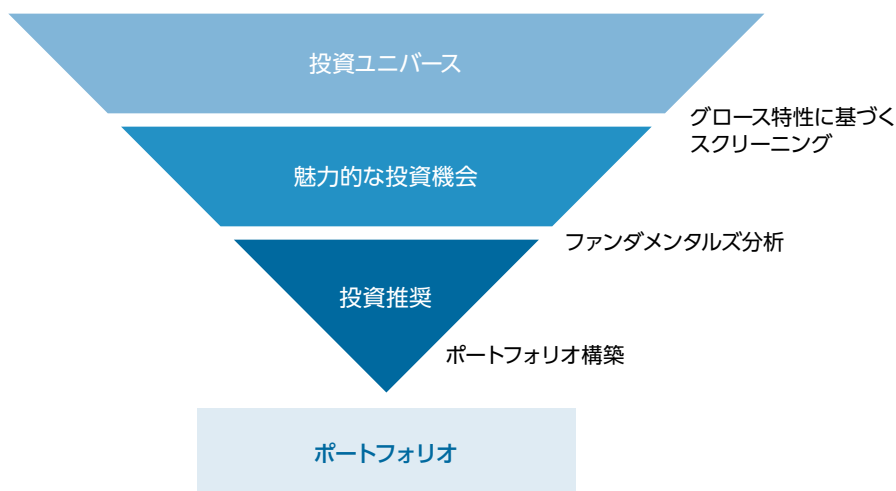 投資ユニバース
グロース特性に基づく
スクリーニング
魅力的な投資機会
ファンダメンタルズ分析
投資推奨
ポートフォリオ構築
ポートフォリオ